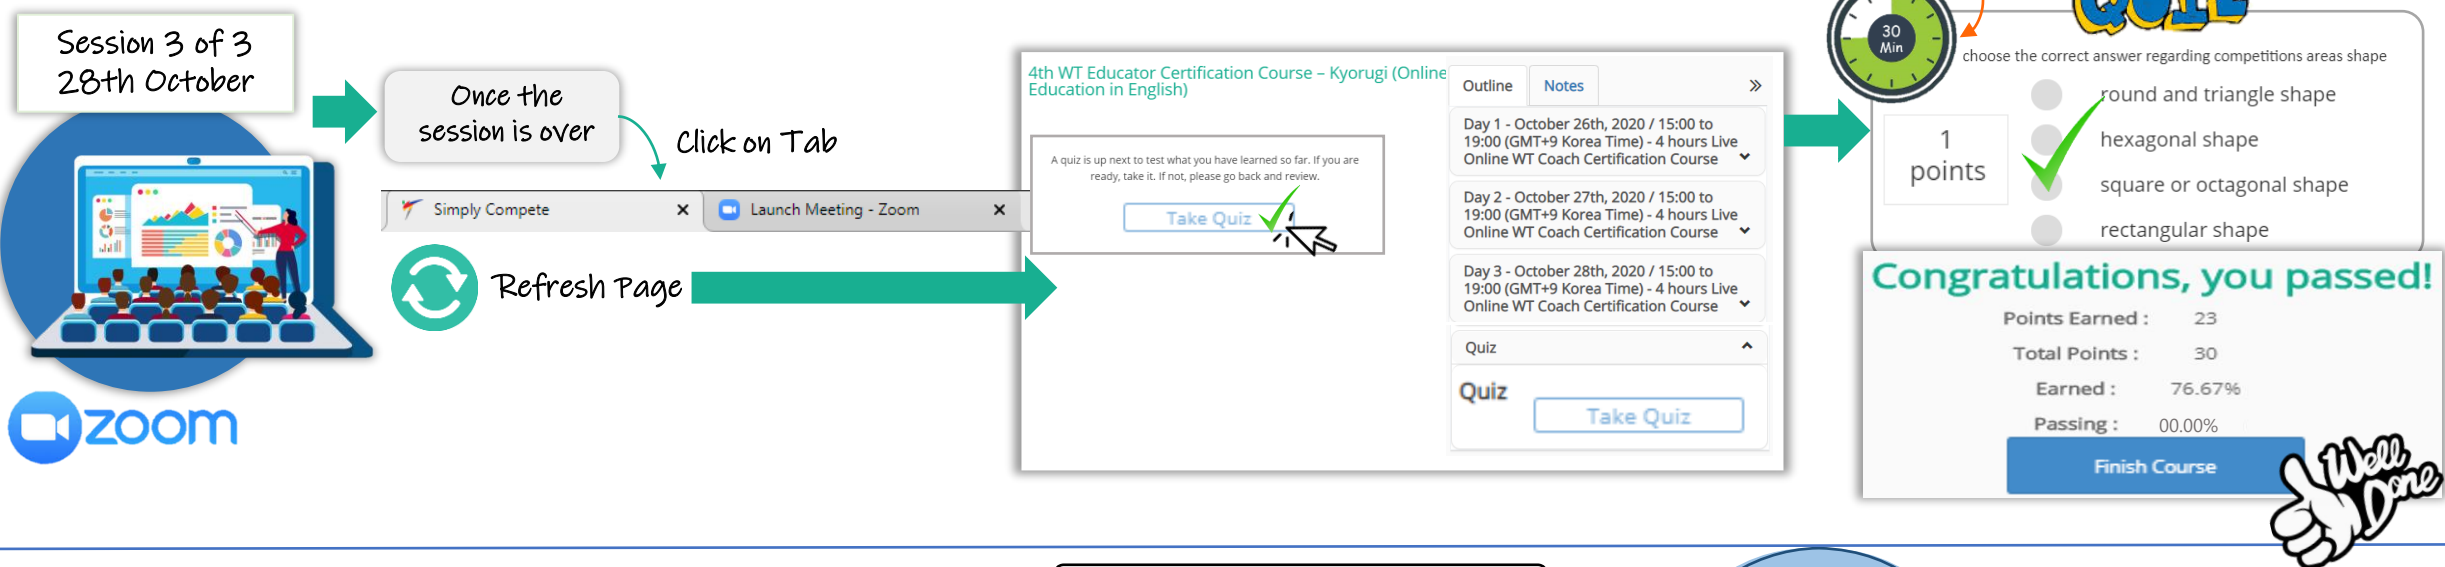 Session 3 of 3
28th October
Once the
session is over
Click on Tab
Simply Compete
Launch Meeting - Zoom
Refresh Page
zoom
4th WT Educator Certification Course – Kyorugi (Online
Education in English)
A quiz is up next to test what you have learned so far. If you are
ready, take it. If not, please go back and review.
Take Quiz
Outline
Notes
Day 1 - October 26th, 2020 / 15:00 to
19:00 (GMT+9 Korea Time) - 4 hours Live
Online WT Coach Certification Course
Day 2 - October 27th, 2020 / 15:00 to
19:00 (GMT+9 Korea Time) - 4 hours Live
Online WT Coach Certification Course
Day 3 - October 28th, 2020 / 15:00 to
19:00 (GMT+9 Korea Time) - 4 hours Live
Online WT Coach Certification Course
Quiz
Quiz
Take Quiz
30
Min
choose the correct answer regarding competitions areas shape
1
points
round and triangle shape
hexagonal shape
square or octagonal shape
rectangular shape
Congratulations, you passed!
Points Earned : 23
Total Points : 30
Earned : 76.67%
Passing : 00.00%
Finish Course
Well
Done